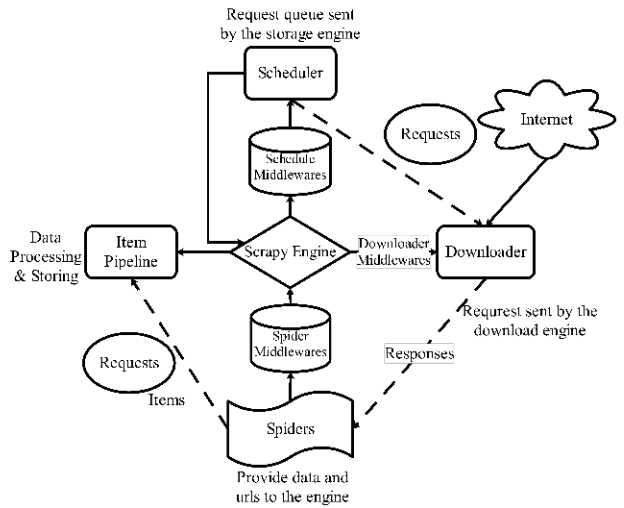 Request queue sent
by the storage engine
Scheduler
Requests
Internet
Schedule
Middlewares
Data
Processing
& Storing
Item
Pipeline
Scrapy Engine
Downloader
Middlewares
Downloader
Spider
Middlewares
Requrest sent by the
download engine
Requests
Responses
Items
Spiders
Provide data and
urls to the engine